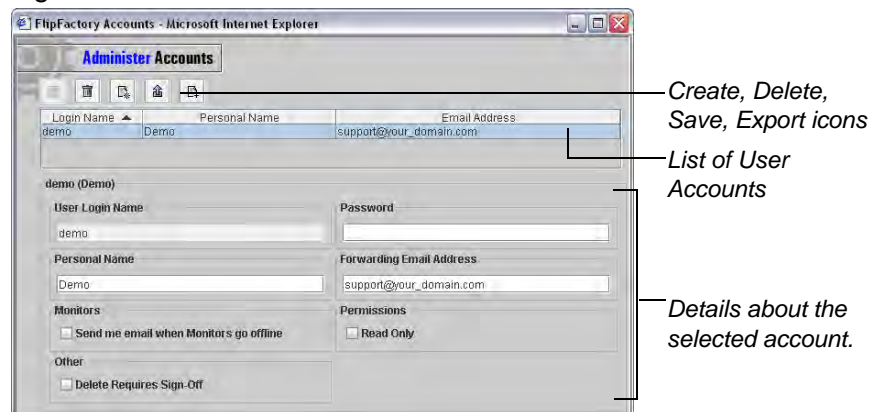 FlipFactory Accounts - Microsoft Internet Explorer
Administer Accounts
Create, Delete,
Save, Export icons
Login Name Personal Name Email Address
demo Demo support@your_domain.com
List of User
Accounts
demo (Demo)
User Login Name Password
demo
Personal Name Forwarding Email Address
Demo support@your_domain.com
Monitors Permissions
Send me email when Monitors go offline Read Only
Details about the
selected account.
Other
Delete Requires Sign-Off